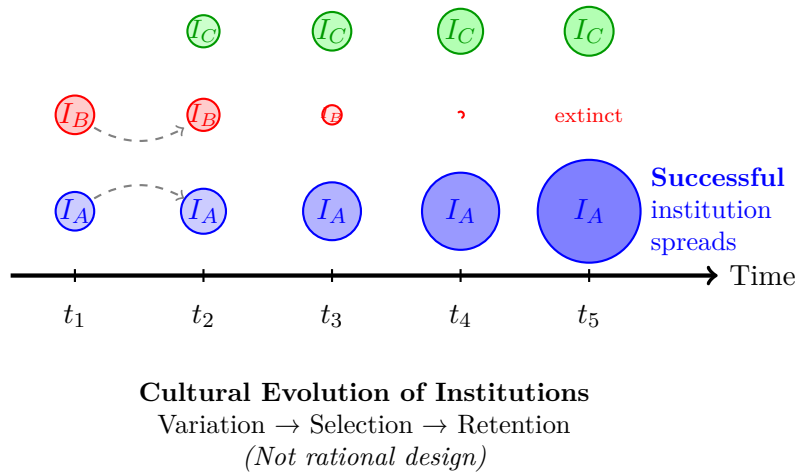 I_C I_C I_C I_C
I_B I_B I_B extinct
I_A I_A I_A I_A I_A
Successful
institution
spreads
Time
t_1 t_2 t_3 t_4 t_5
Cultural Evolution of Institutions
Variation → Selection → Retention
(Not rational design)